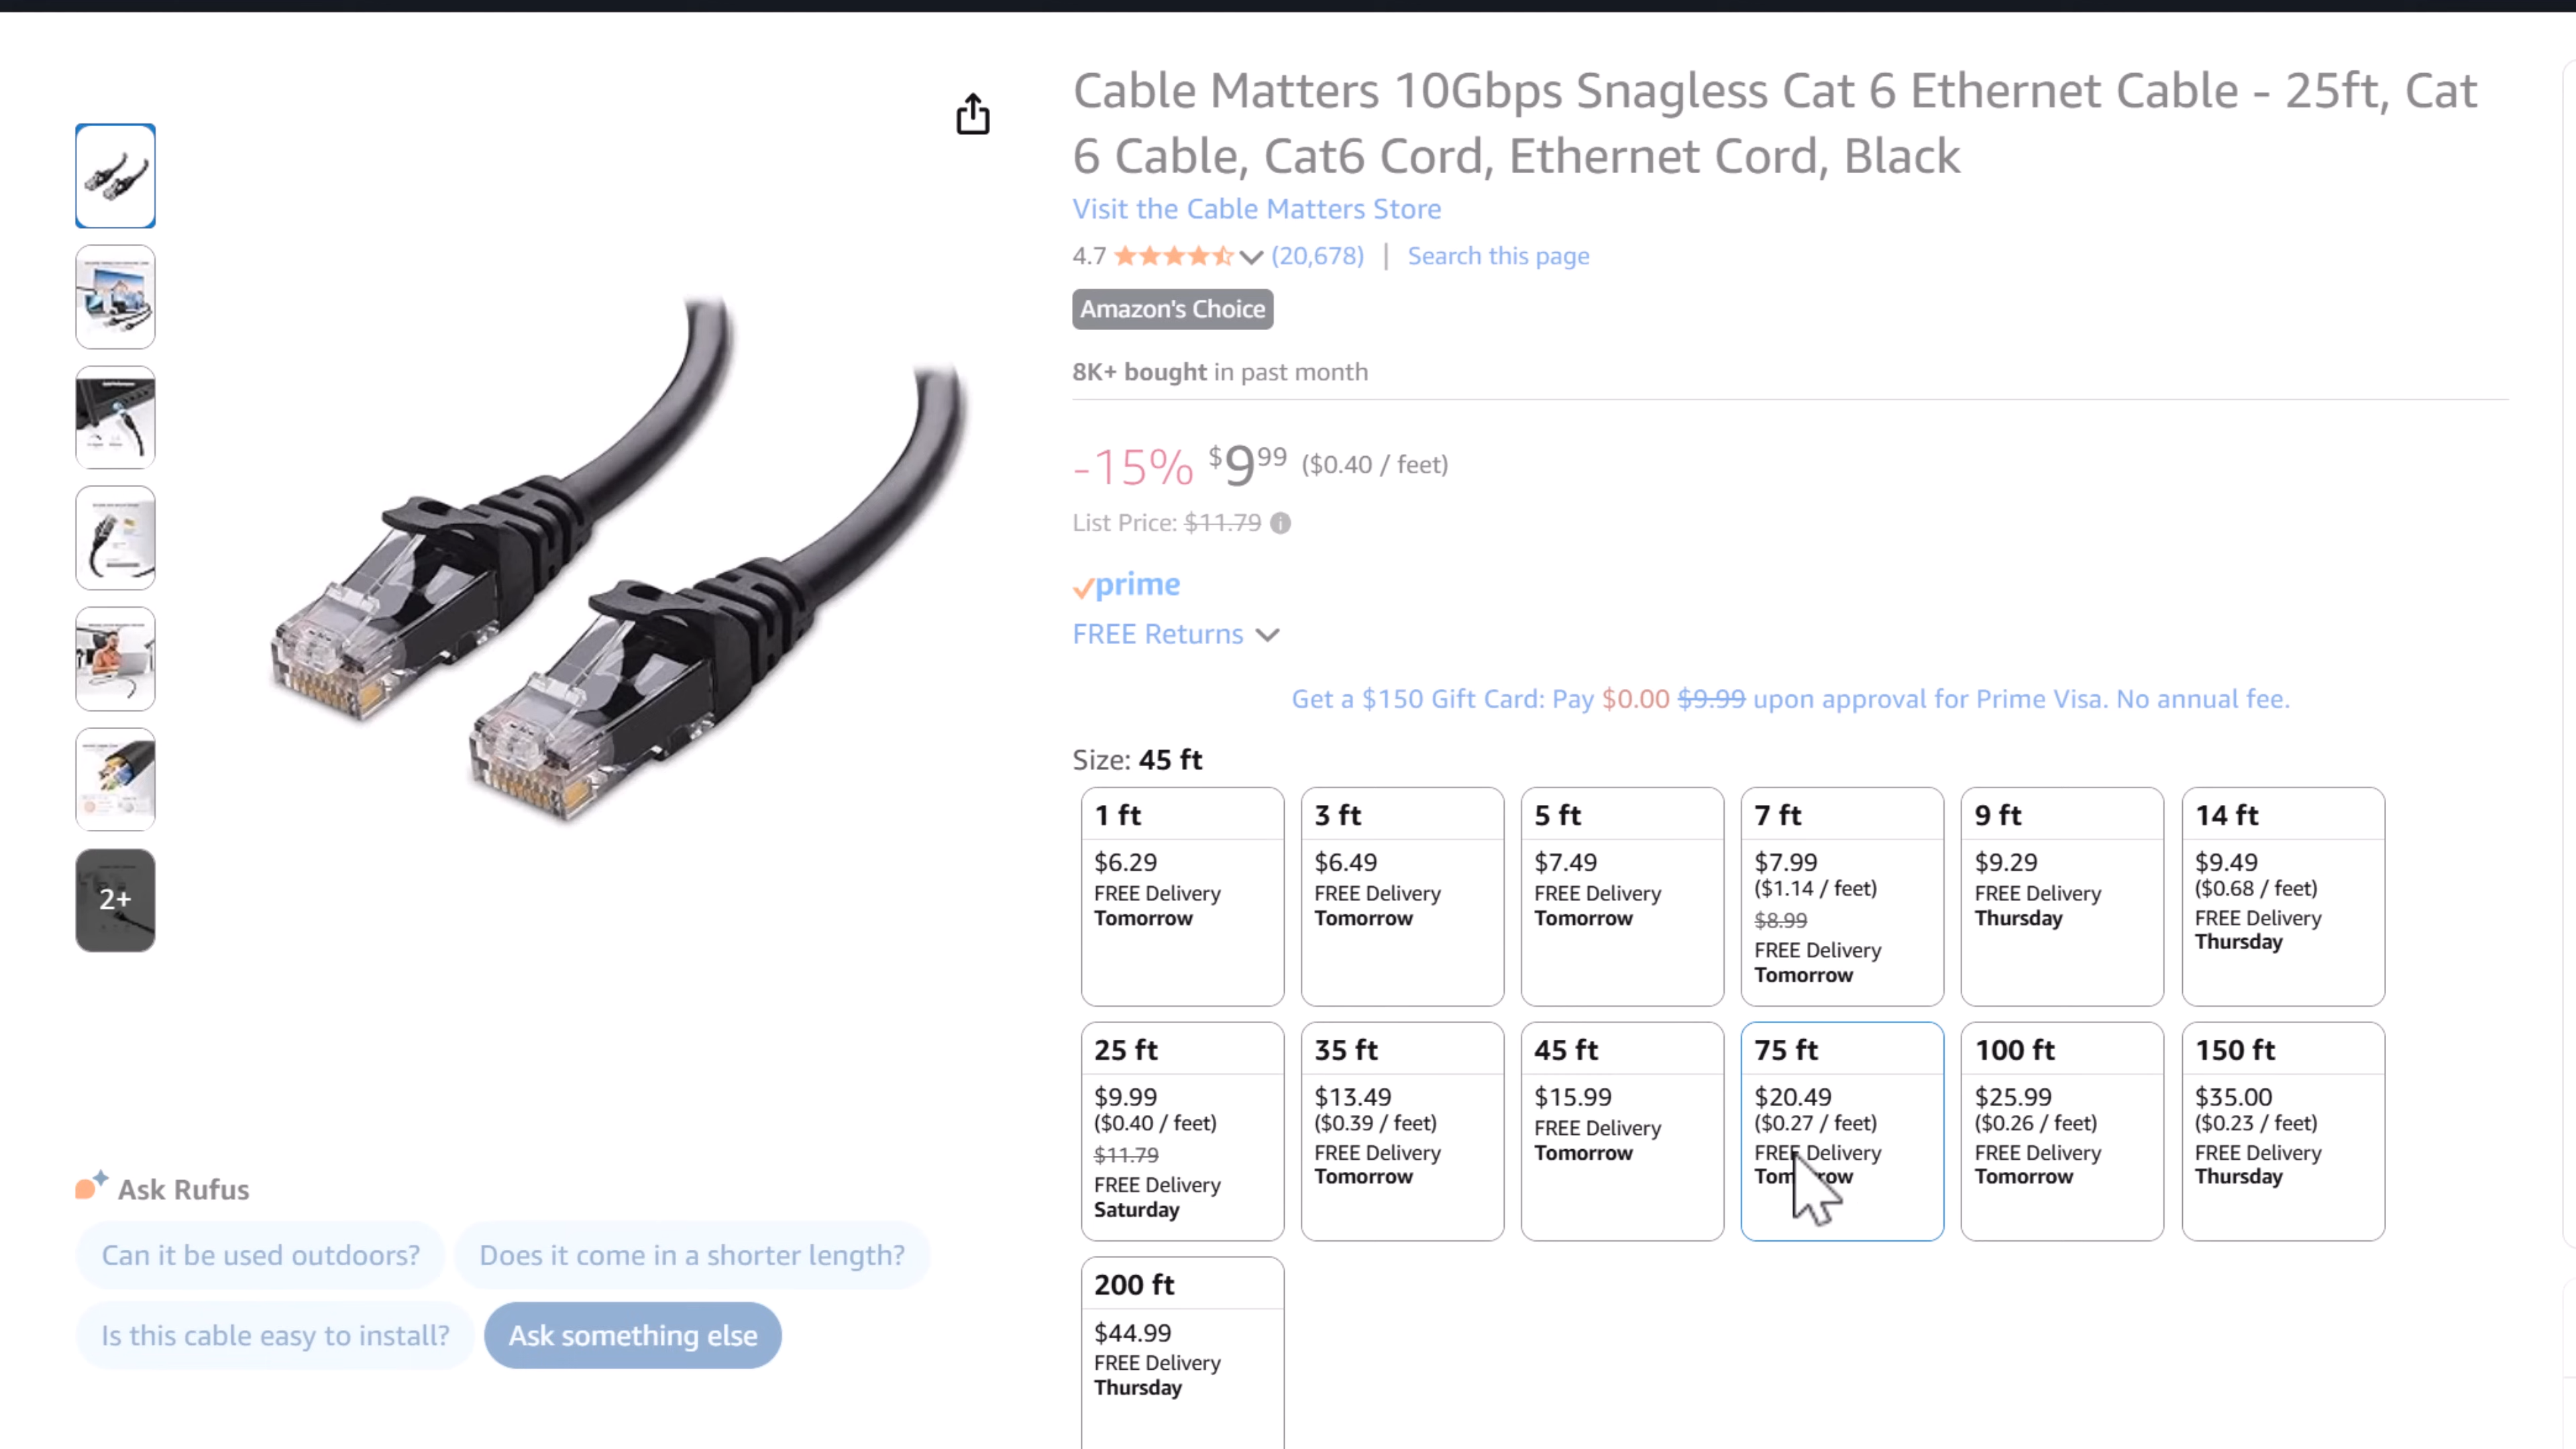 Cable Matters 10Gbps Snagless Cat 6 Ethernet Cable - 25ft, Cat
6 Cable, Cat6 Cord, Ethernet Cord, Black
Visit the Cable Matters Store
4.7 (20,678) | Search this page
Amazon's Choice
8K+ bought in past month
-15% $9.99 ($0.40 / feet)
List Price: $11.79
prime
FREE Returns
Get a $150 Gift Card: Pay $0.00 $9.99 upon approval for Prime Visa. No annual fee.
Size: 45 ft
1 ft
$6.29
FREE Delivery
Tomorrow
3 ft
$6.49
FREE Delivery
Tomorrow
5 ft
$7.49
FREE Delivery
Tomorrow
7 ft
$7.99
($1.14 / feet)
$8.99
FREE Delivery
Tomorrow
9 ft
$9.29
FREE Delivery
Thursday
14 ft
$9.49
($0.68 / feet)
FREE Delivery
Thursday
25 ft
$9.99
($0.40 / feet)
$11.79
FREE Delivery
Saturday
35 ft
$13.49
($0.39 / feet)
FREE Delivery
Tomorrow
45 ft
$15.99
FREE Delivery
Tomorrow
75 ft
$20.49
($0.27 / feet)
FREE Delivery
Tomorrow
100 ft
$25.99
($0.26 / feet)
FREE Delivery
Tomorrow
150 ft
$35.00
($0.23 / feet)
FREE Delivery
Thursday
200 ft
$44.99
FREE Delivery
Thursday
2+
Ask Rufus
Can it be used outdoors?
Does it come in a shorter length?
Is this cable easy to install?
Ask something else